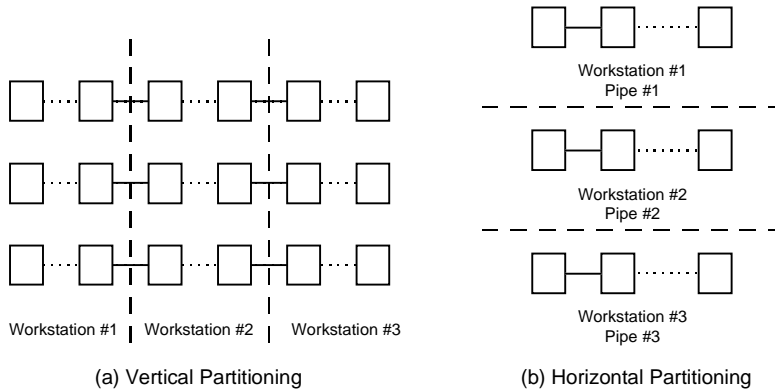 Workstation #1
Pipe #1
Workstation #2
Pipe #2
Workstation #3
Pipe #3
Workstation #1
Workstation #2
Workstation #3
(a) Vertical Partitioning
(b) Horizontal Partitioning